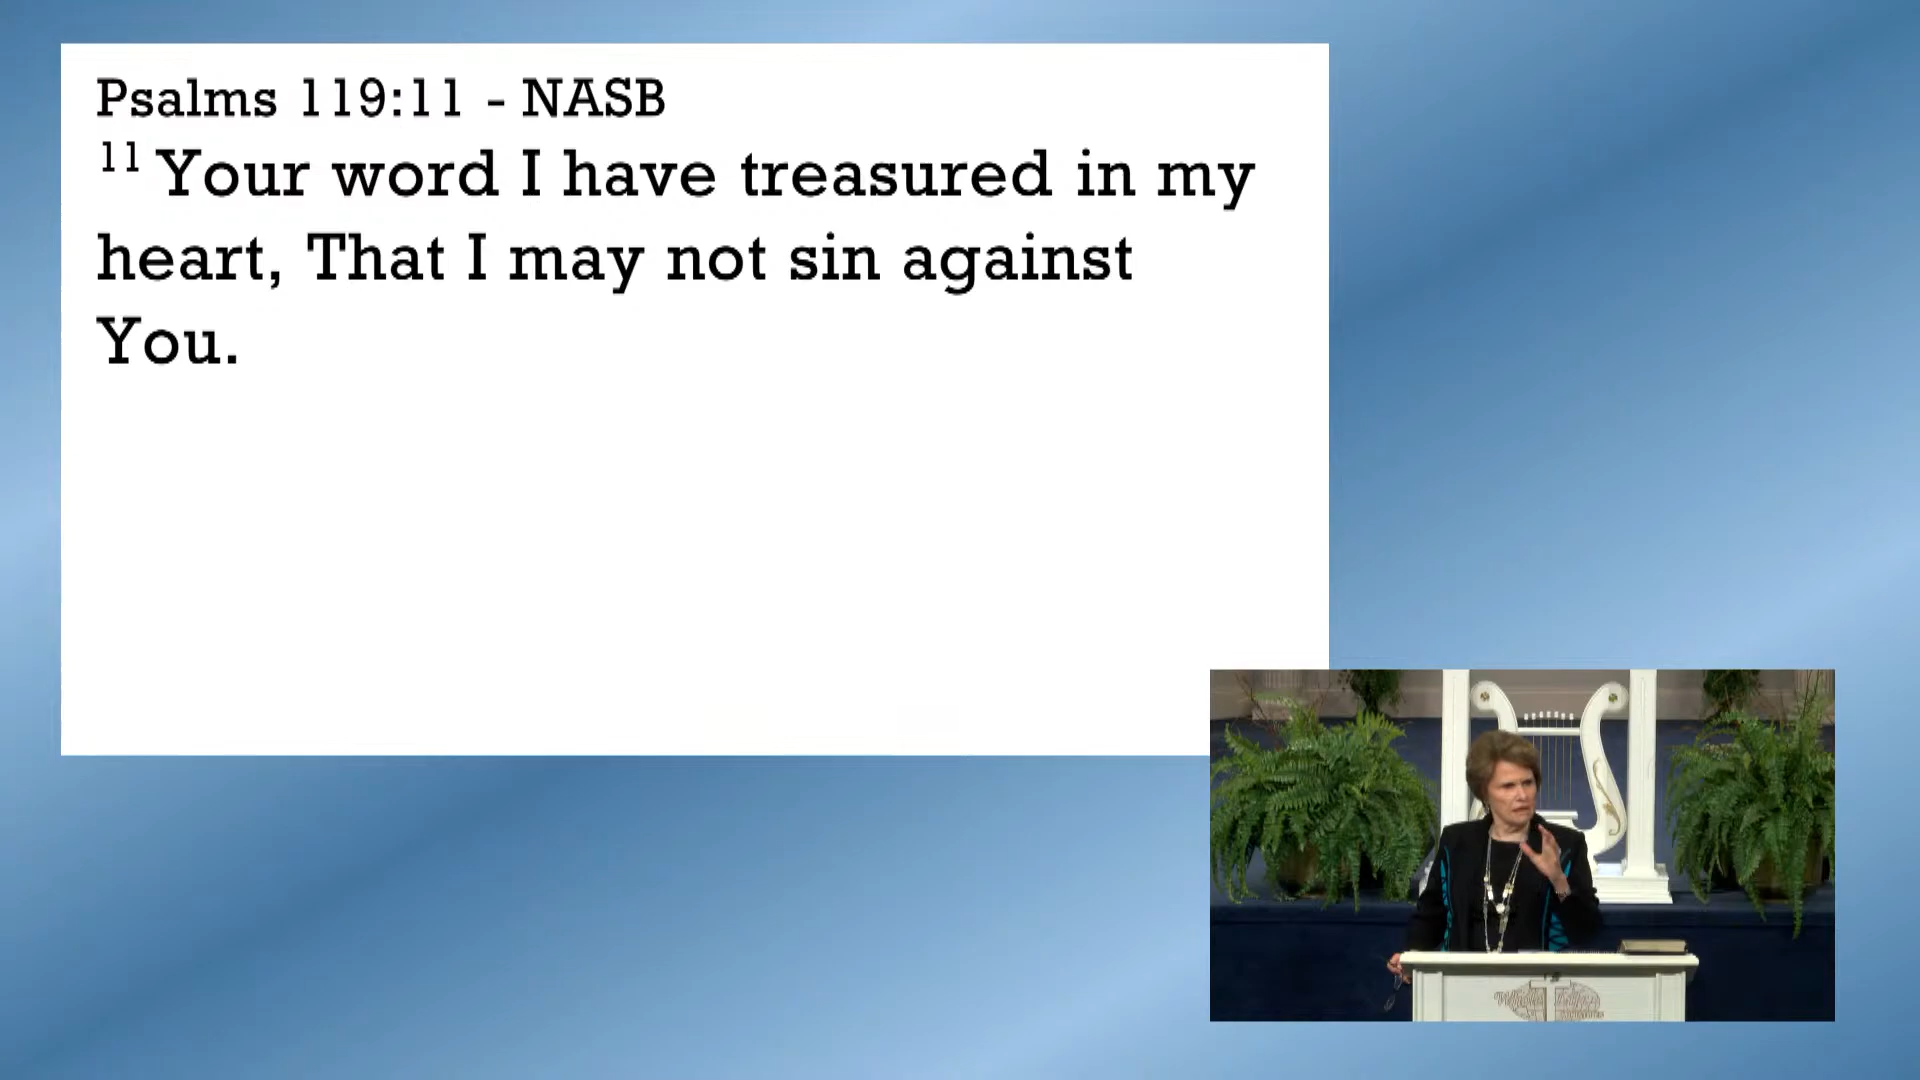 Psalms 119:11 - NASB
11 Your word I have treasured in my
heart, That I may not sin against
You.